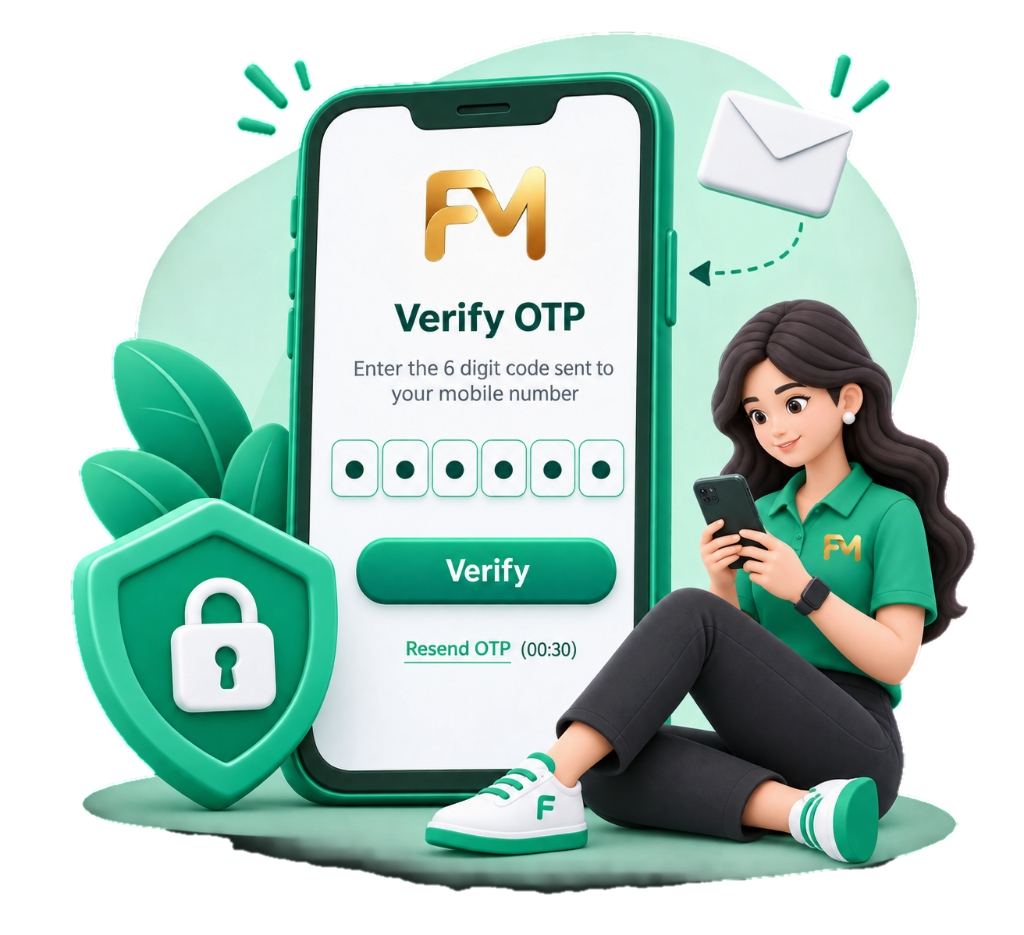 FM
Verify OTP
Enter the 6 digit code sent to
your mobile number
Verify
Resend OTP (00:30)
FM
F